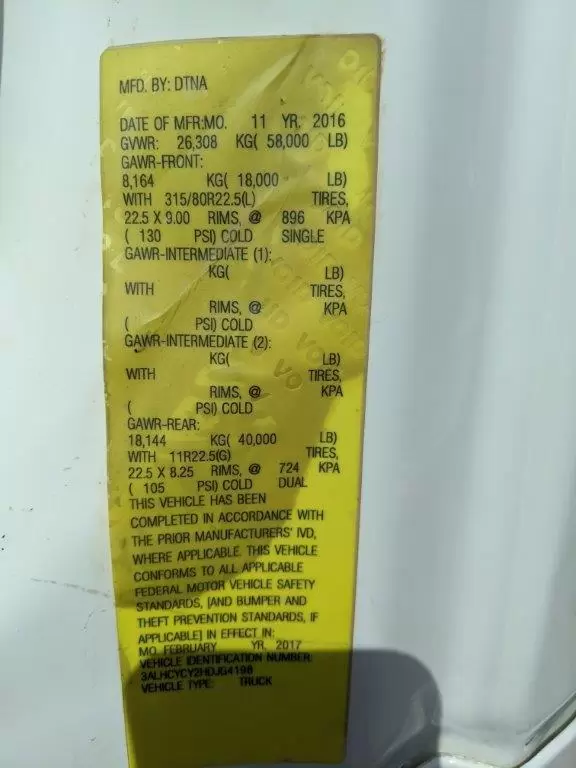 MFD. BY: DTNA
DATE OF MFR:MO. 11 YR. 2016
GVWR: 26,308 KG( 58,000 LB)
GAWR-FRONT:
8,164 KG( 18,000 LB)
WITH 315/80R22.5(L) TIRES,
22.5 X 9.00 RIMS, @ 896 KPA
( 130 PSI) COLD SINGLE
GAWR-INTERMEDIATE (1):
KG( LB)
WITH TIRES,
RIMS, @ KPA
( PSI) COLD
GAWR-INTERMEDIATE (2):
KG( LB)
WITH TIRES,
RIMS, @ KPA
( PSI) COLD
GAWR-REAR:
18,144 KG( 40,000 LB)
WITH 11R22.5(G) TIRES,
22.5 X 8.25 RIMS, @ 724 KPA
( 105 PSI) COLD DUAL
THIS VEHICLE HAS BEEN
COMPLETED IN ACCORDANCE WITH
THE PRIOR MANUFACTURERS' IVD,
WHERE APPLICABLE. THIS VEHICLE
CONFORMS TO ALL APPLICABLE
FEDERAL MOTOR VEHICLE SAFETY
STANDARDS, [AND BUMPER AND
THEFT PREVENTION STANDARDS, IF
APPLICABLE] IN EFFECT IN:
MO. FEBRUARY YR. 2017
VEHICLE IDENTIFICATION NUMBER:
3ALHCYCY2HDJG4198
VEHICLE TYPE: TRUCK